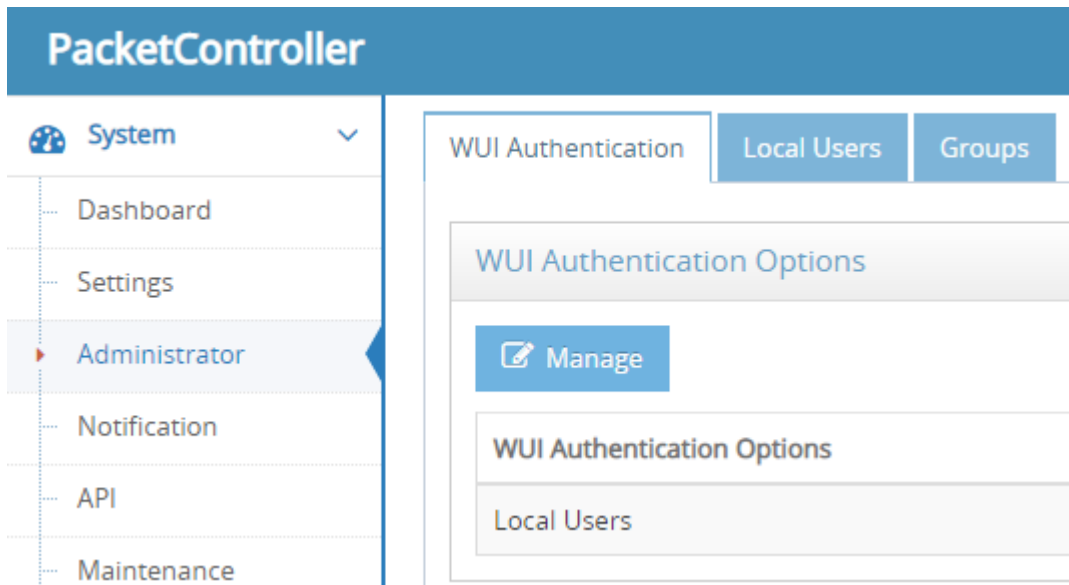 PacketController
System
Dashboard
Settings
Administrator
Notification
API
Maintenance
WUI Authentication
Local Users
Groups
WUI Authentication Options
Manage
WUI Authentication Options
Local Users